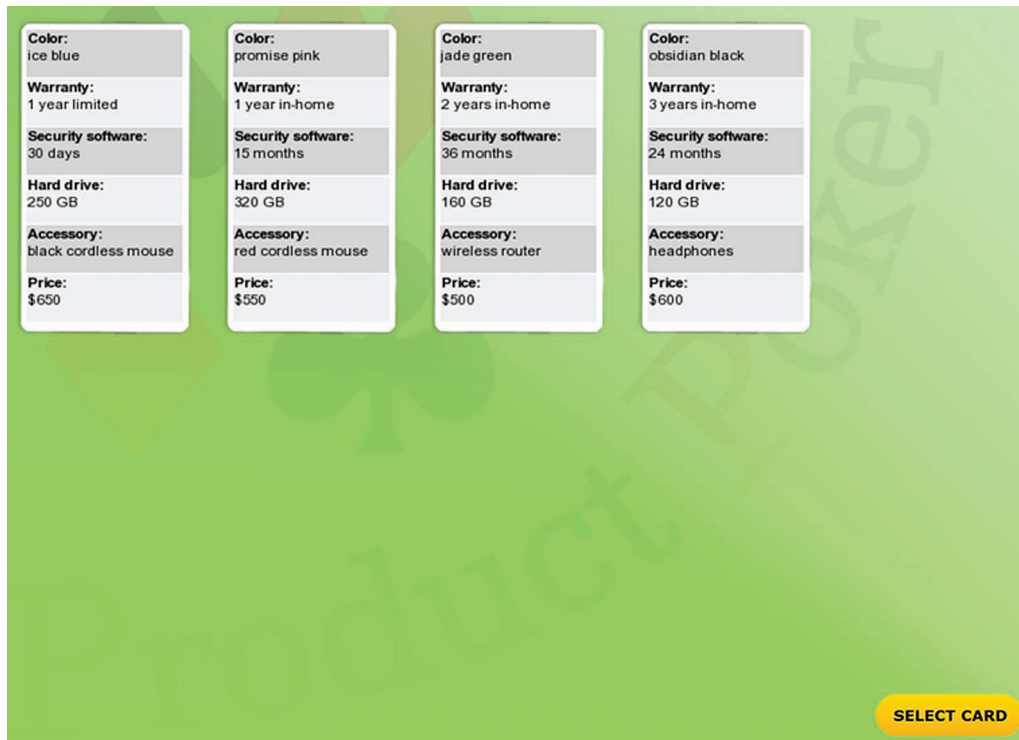 Color:
ice blue
Warranty:
1 year limited
Security software:
30 days
Hard drive:
250 GB
Accessory:
black cordless mouse
Price:
$650
Color:
promise pink
Warranty:
1 year in-home
Security software:
15 months
Hard drive:
320 GB
Accessory:
red cordless mouse
Price:
$550
Color:
jade green
Warranty:
2 years in-home
Security software:
36 months
Hard drive:
160 GB
Accessory:
wireless router
Price:
$500
Color:
obsidian black
Warranty:
3 years in-home
Security software:
24 months
Hard drive:
120 GB
Accessory:
headphones
Price:
$600
Product Poker
SELECT CARD